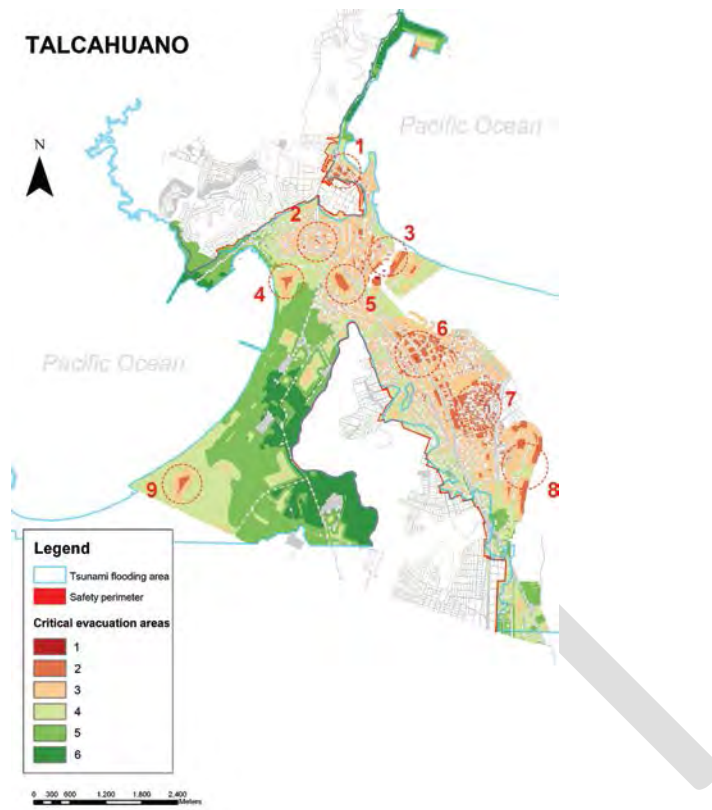 TALCAHUANO
N
Pacific Ocean
1
2
3
4
5
6
Pacific Ocean
7
8
9
Legend
Tsunami flooding area
Safety perimeter
Critical evacuation areas
1
2
3
4
5
6
0 300 600 1.200 1.800 2.400
Meters